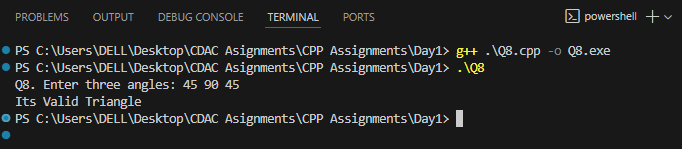 PROBLEMS OUTPUT DEBUG CONSOLE TERMINAL PORTS powershell
PS C:\Users\DELL\Desktop\CDAC Asignments\CPP Assignments\Day1> g++ .\Q8.cpp -o Q8.exe
PS C:\Users\DELL\Desktop\CDAC Asignments\CPP Assignments\Day1> .\Q8
Q8. Enter three angles: 45 90 45
Its Valid Triangle
PS C:\Users\DELL\Desktop\CDAC Asignments\CPP Assignments\Day1>